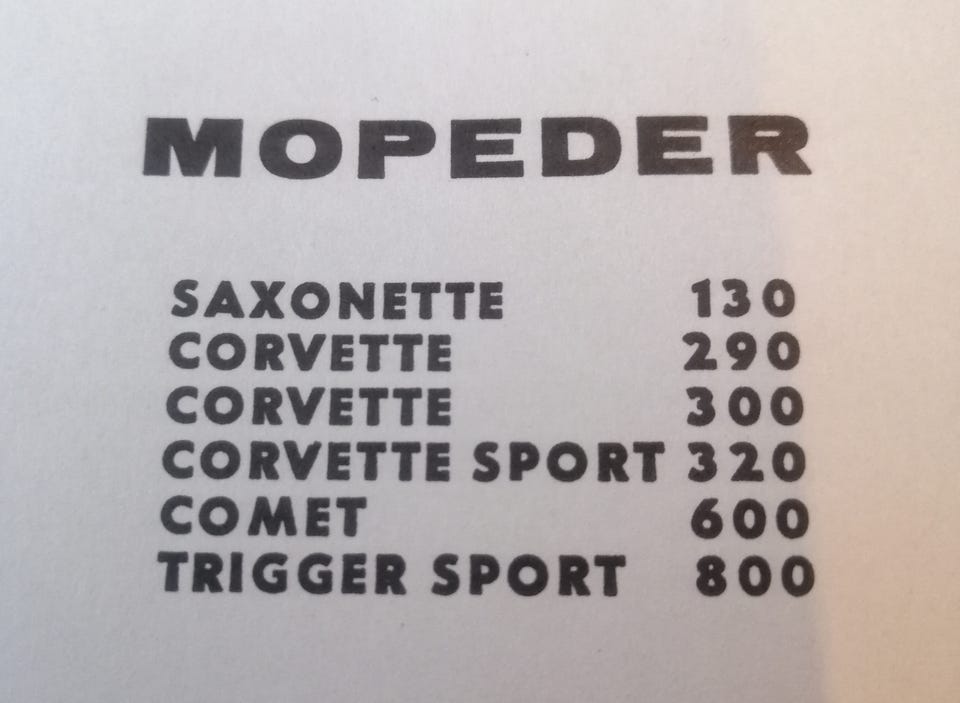 MOPEDER
SAXONETTE 130
CORVETTE 290
CORVETTE 300
CORVETTE SPORT 320
COMET 600
TRIGGER SPORT 800